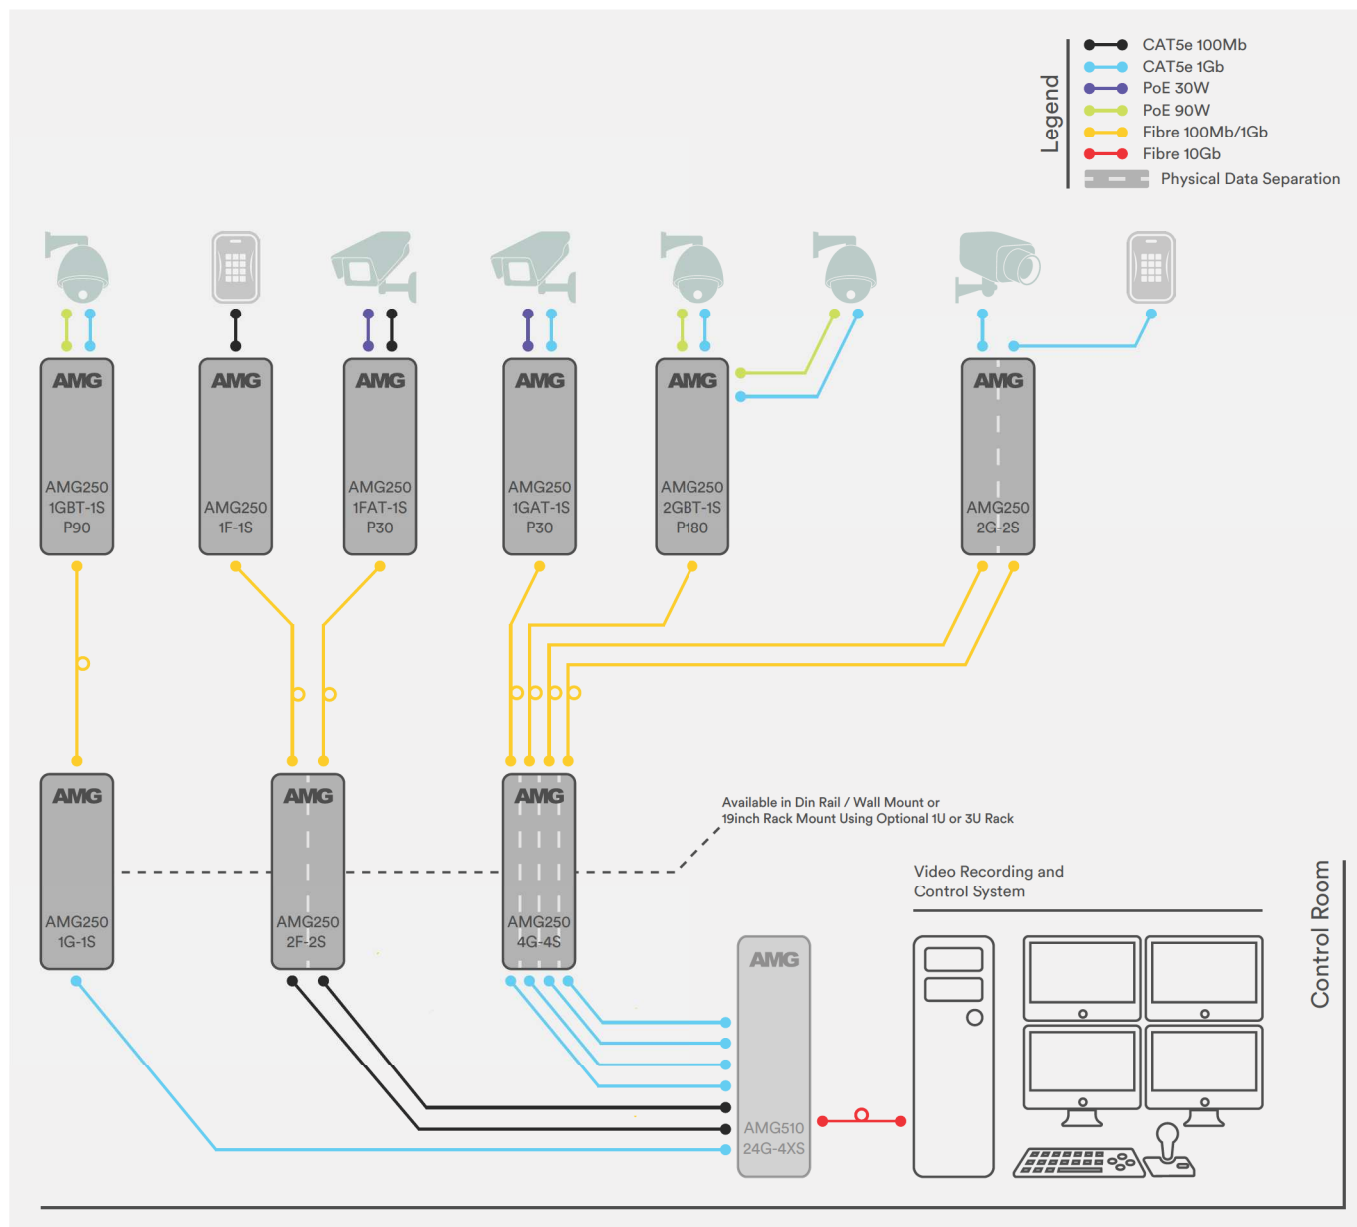 Legend
CAT5e 100Mb
CAT5e 1Gb
PoE 30W
PoE 90W
Fibre 100Mb/1Gb
Fibre 10Gb
Physical Data Separation
AMG
AMG250
1GBT-1S
P90
AMG
AMG250
1F-1S
AMG
AMG250
1FAT-1S
P30
AMG
AMG250
1GAT-1S
P30
AMG
AMG250
2GBT-1S
P180
AMG
AMG250
2G-2S
AMG
AMG250
1G-1S
AMG
AMG250
2F-2S
AMG
AMG250
4G-4S
Available in Din Rail / Wall Mount or
19inch Rack Mount Using Optional 1U or 3U Rack
AMG
AMG510
24G-4XS
Video Recording and
Control System
Control Room